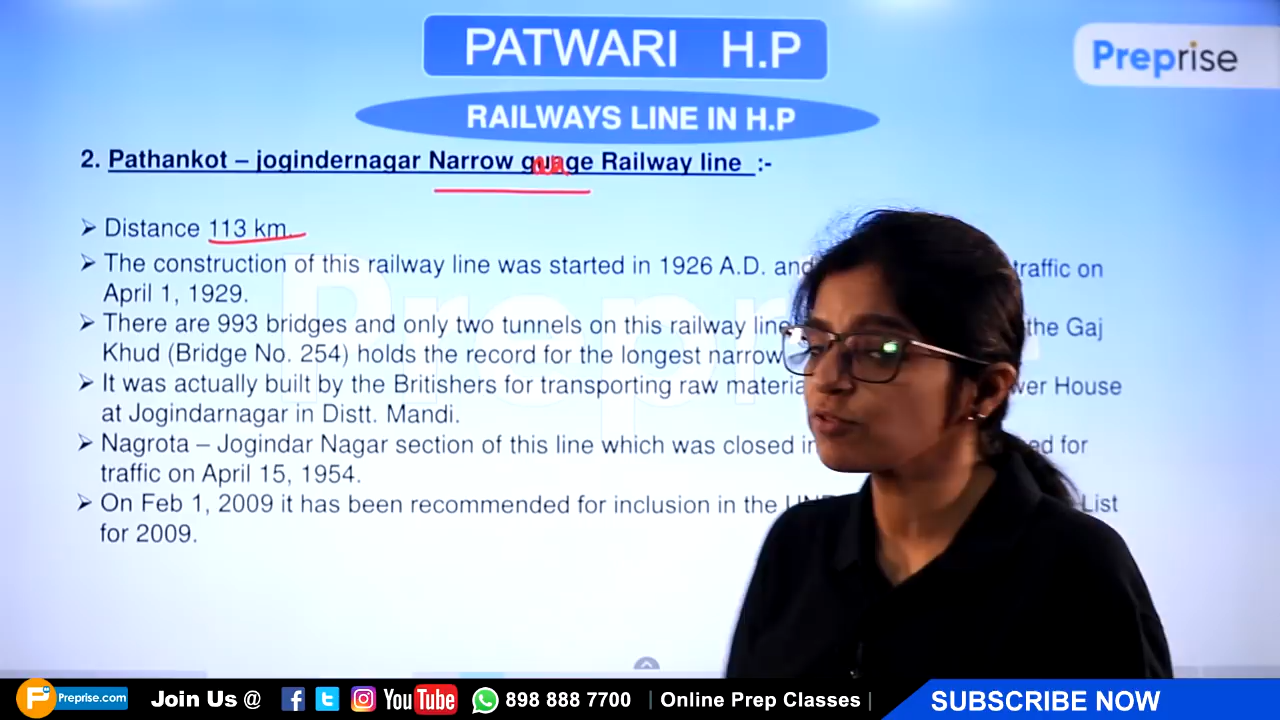 PATWARI H.P
Preprise
RAILWAYS LINE IN H.P
2. Pathankot – jogindernagar Narrow guage Railway line :-
➢ Distance 113 km.
➢ The construction of this railway line was started in 1926 A.D. and traffic on
April 1, 1929.
➢ There are 993 bridges and only two tunnels on this railway line the Gaj
Khud (Bridge No. 254) holds the record for the longest narrow
➢ It was actually built by the Britishers for transporting raw materia wer House
at Jogindarnagar in Distt. Mandi.
➢ Nagrota – Jogindar Nagar section of this line which was closed in ed for
traffic on April 15, 1954.
➢ On Feb 1, 2009 it has been recommended for inclusion in the List
for 2009.
Preprise.com Join Us @ YouTube 898 888 7700 | Online Prep Classes | SUBSCRIBE NOW